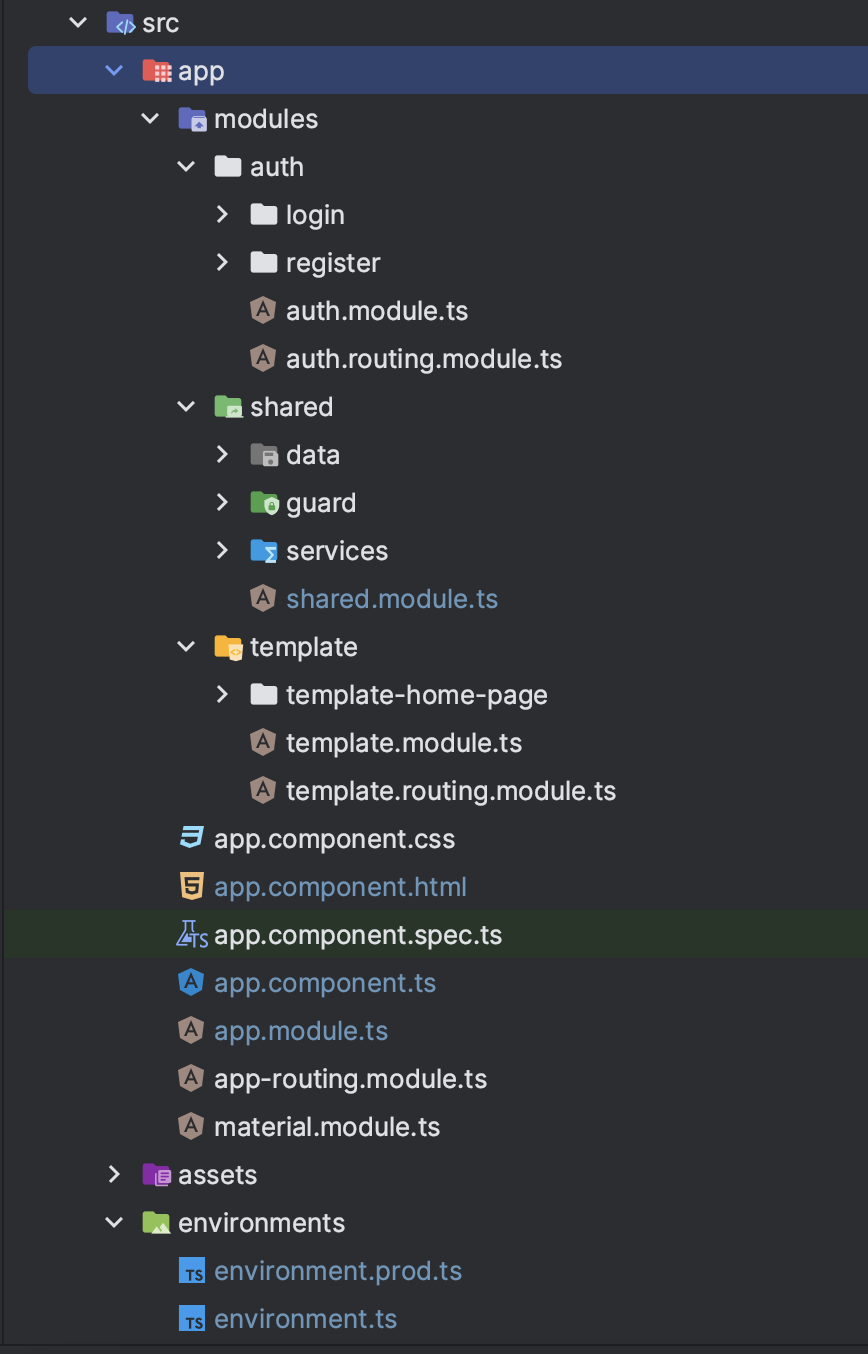 src
app
modules
auth
login
register
auth.module.ts
auth.routing.module.ts
shared
data
guard
services
shared.module.ts
template
template-home-page
template.module.ts
template.routing.module.ts
app.component.css
app.component.html
app.component.spec.ts
app.component.ts
app.module.ts
app-routing.module.ts
material.module.ts
assets
environments
environment.prod.ts
environment.ts